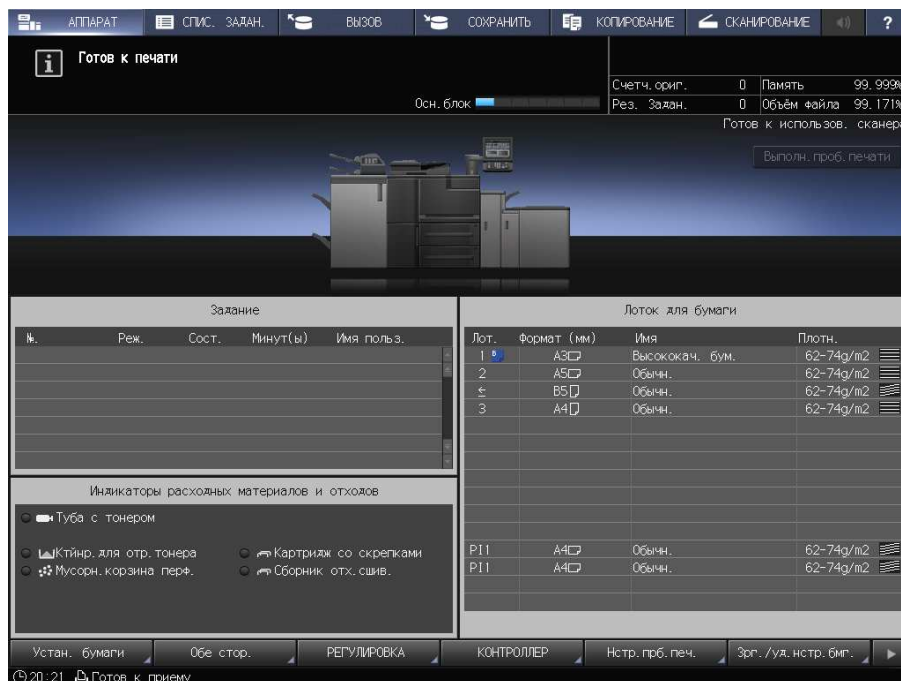 АППАРАТ СПИС. ЗАДАН. ВЫЗОВ СОХРАНИТЬ КОПИРОВАНИЕ СКАНИРОВАНИЕ ?
Готов к печати
Осн. блок
Счетч. ориг. 0 Память 99.999%
Рез. Задан. 0 Объём файла 99.171%
Готов к использов. сканера
Выполн. проб. печати
Задание
№. Реж. Сост. Минут(ы) Имя польз.
Лоток для бумаги
Лот. Формат (мм) Имя Плотн.
1 A3 Высококач. бум. 62-74g/m2
2 A5 Обычн. 62-74g/m2
B5 Обычн. 62-74g/m2
3 A4 Обычн. 62-74g/m2
PI1 A4 Обычн. 62-74g/m2
PI1 A4 Обычн. 62-74g/m2
Индикаторы расходных материалов и отходов
Туба с тонером
Ктйнр. для отр. тонера Картридж со скрепками
Мусорн. корзина перф. Сборник отх. сшив.
Устан. бумаги Обе стор. РЕГУЛИРОВКА КОНТРОЛЛЕР Нстр. прб. печ. Зрг./уд. нстр. бмг.
20:21 Готов к приему